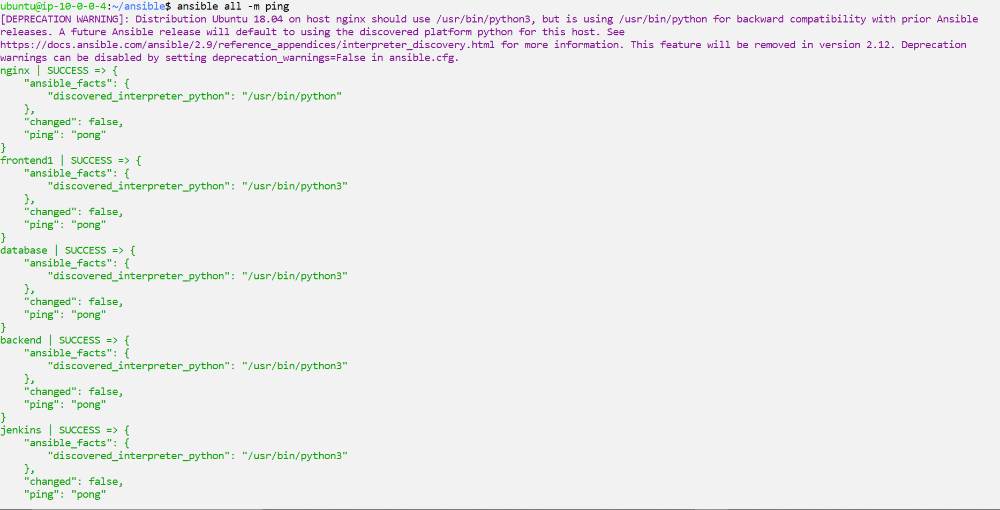 ubuntu@ip-10-0-0-4:~/ansible$ ansible all -m ping
[DEPRECATION WARNING]: Distribution Ubuntu 18.04 on host nginx should use /usr/bin/python3, but is using /usr/bin/python for backward compatibility with prior Ansible
releases. A future Ansible release will default to using the discovered platform python for this host. See
https://docs.ansible.com/ansible/2.9/reference_appendices/interpreter_discovery.html for more information. This feature will be removed in version 2.12. Deprecation
warnings can be disabled by setting deprecation_warnings=False in ansible.cfg.
nginx | SUCCESS => {
    "ansible_facts": {
        "discovered_interpreter_python": "/usr/bin/python"
    },
    "changed": false,
    "ping": "pong"
}
frontend1 | SUCCESS => {
    "ansible_facts": {
        "discovered_interpreter_python": "/usr/bin/python3"
    },
    "changed": false,
    "ping": "pong"
}
database | SUCCESS => {
    "ansible_facts": {
        "discovered_interpreter_python": "/usr/bin/python3"
    },
    "changed": false,
    "ping": "pong"
}
backend | SUCCESS => {
    "ansible_facts": {
        "discovered_interpreter_python": "/usr/bin/python3"
    },
    "changed": false,
    "ping": "pong"
}
jenkins | SUCCESS => {
    "ansible_facts": {
        "discovered_interpreter_python": "/usr/bin/python3"
    },
    "changed": false,
    "ping": "pong"